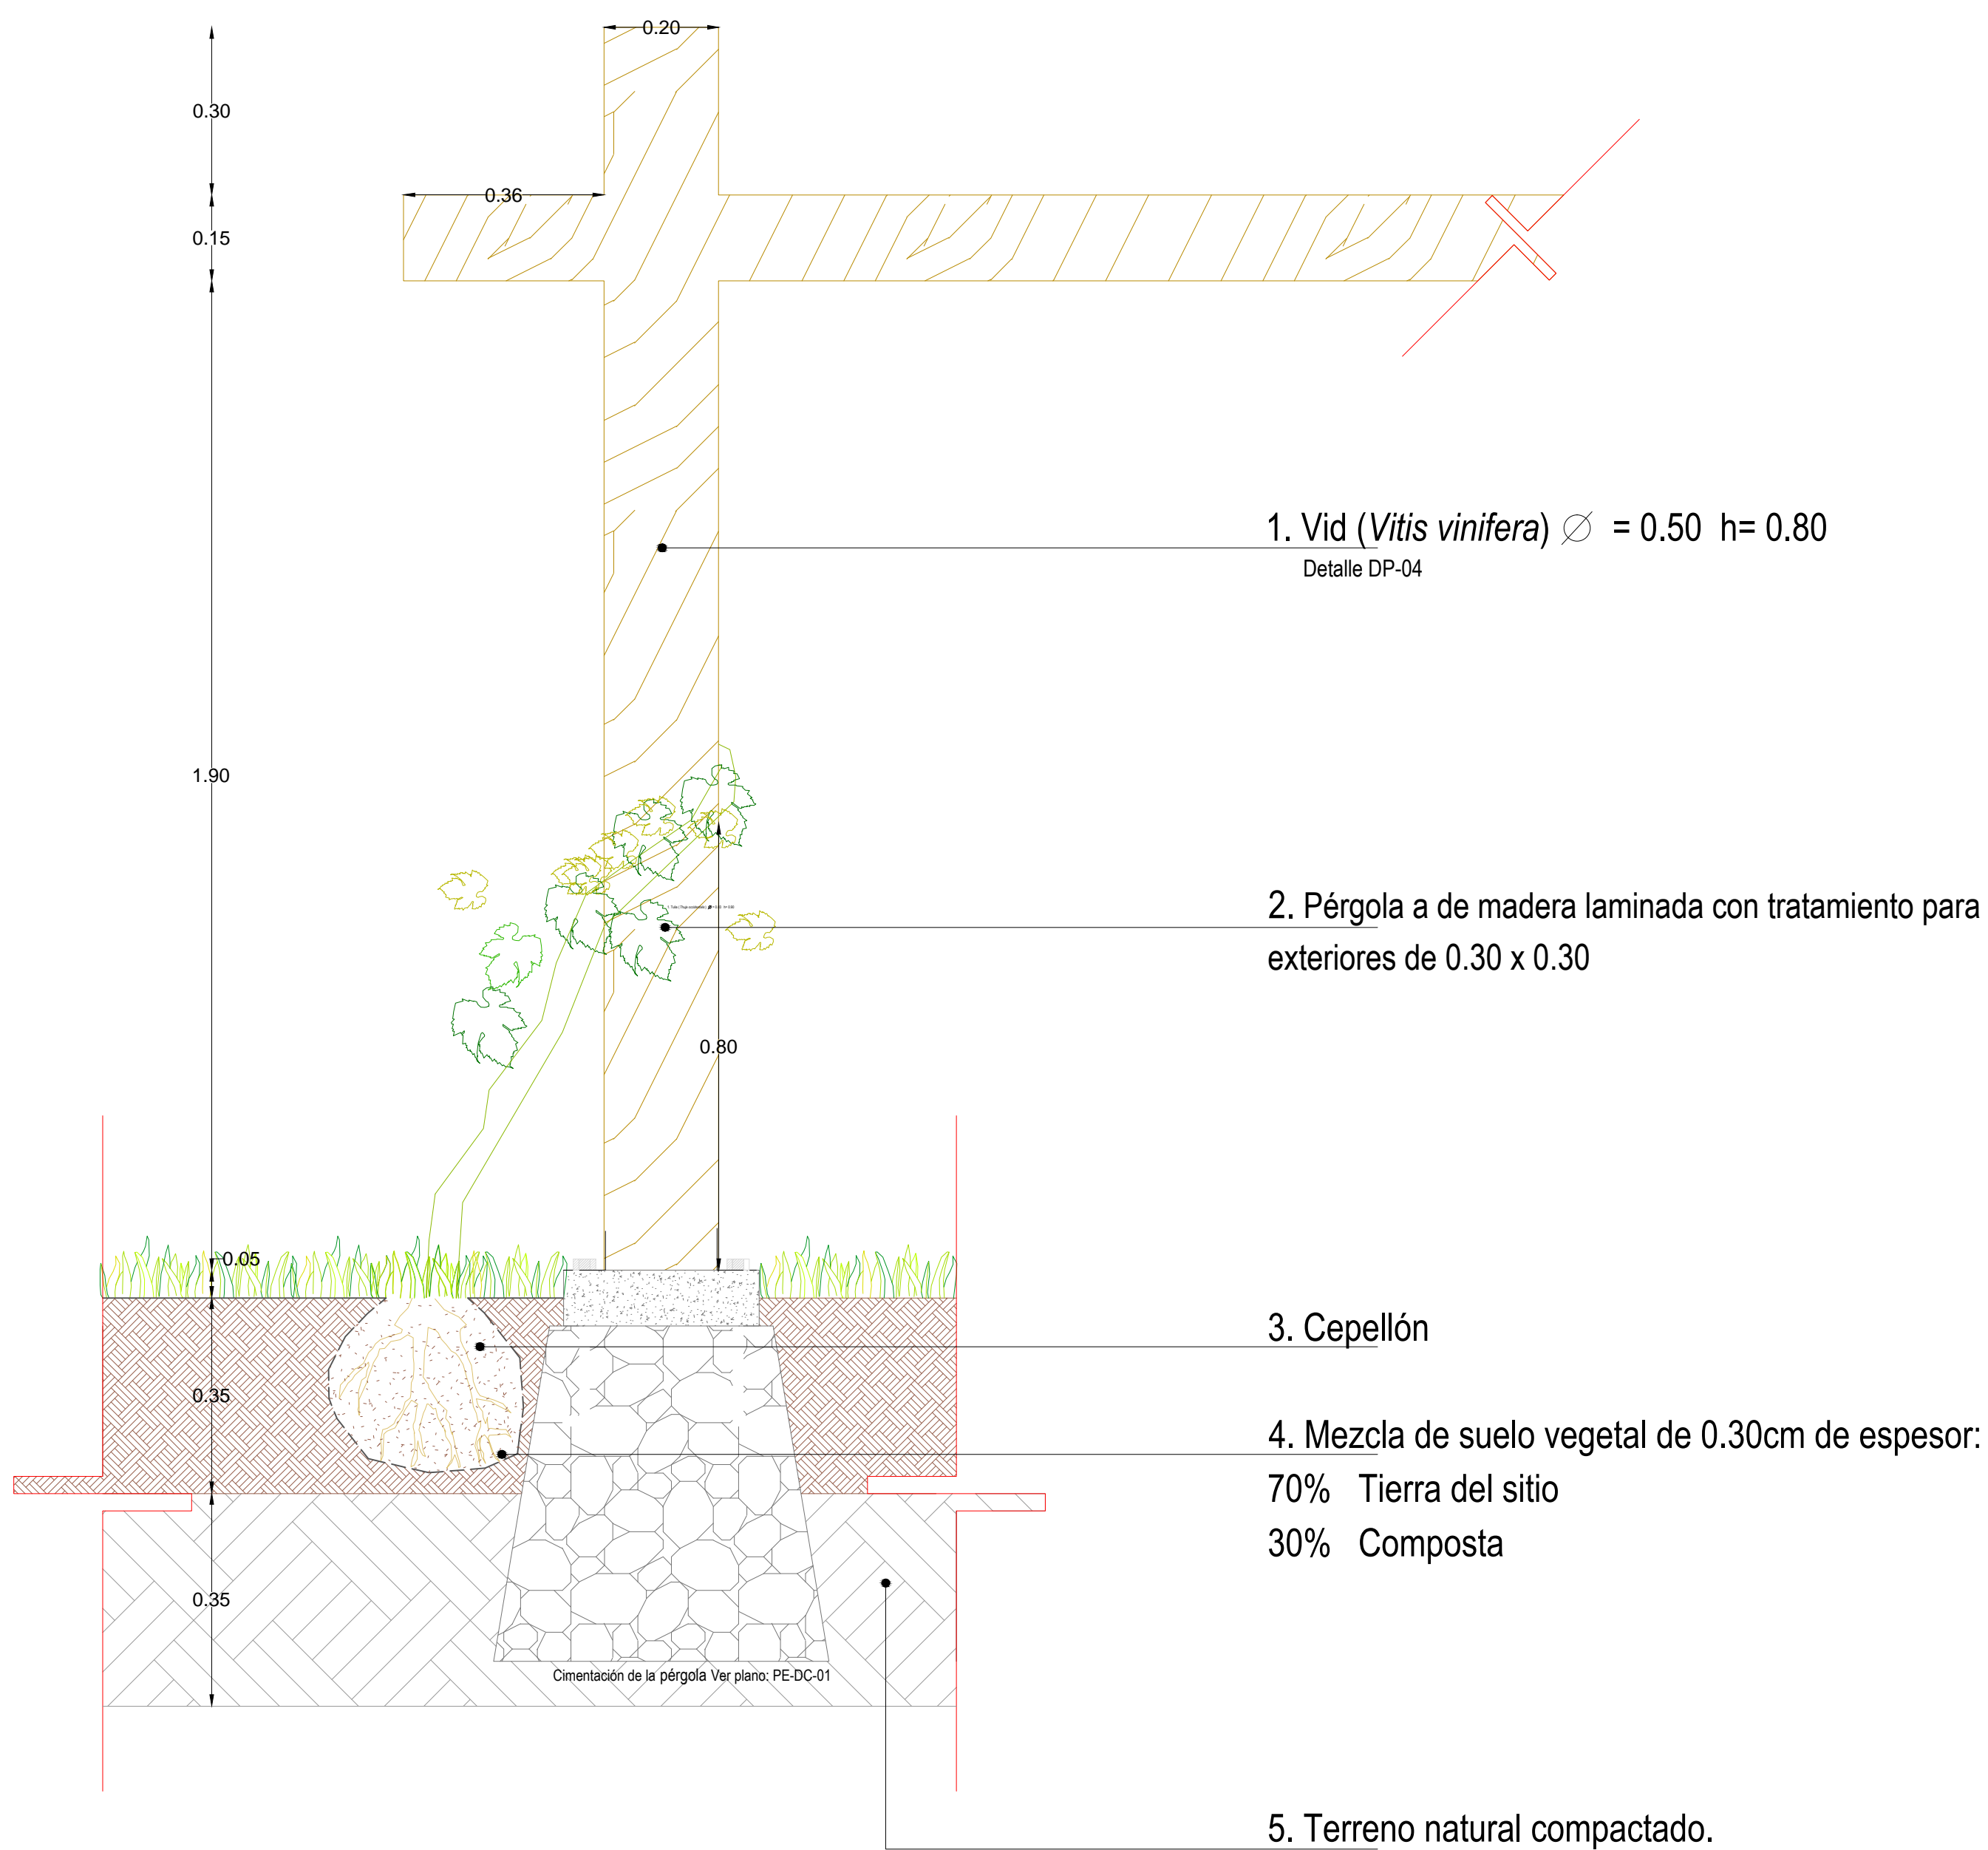 0.20
0.30
0.36
0.15
1. Vid (Vitis vinifera) ∅ = 0.50 h= 0.80
Detalle DP-04
1.90
2. Pérgola a de madera laminada con tratamiento para
exteriores de 0.30 x 0.30
0.80
0.05
3. Cepellón
0.35
4. Mezcla de suelo vegetal de 0.30cm de espesor:
70% Tierra del sitio
30% Composta
0.35
Cimentación de la pérgola Ver plano: PE-DC-01
5. Terreno natural compactado.